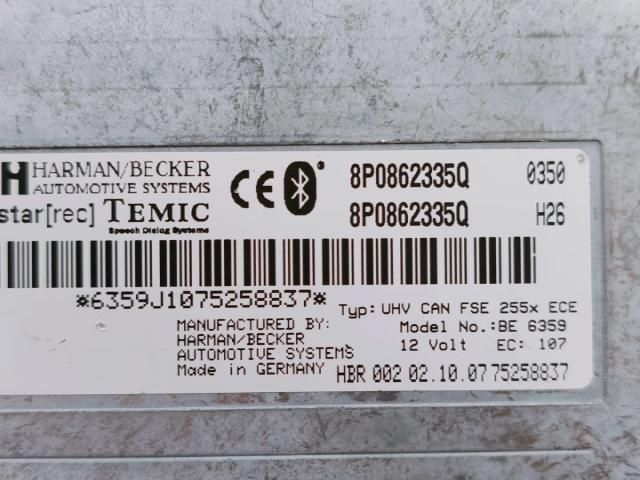 H HARMAN/BECKER
AUTOMOTIVE SYSTEMS
star[rec] TEMIC
Speech Dialog Systems
CE
8P0862335Q 0350
8P0862335Q H26
*6359J1075258837*
Typ: UHV CAN FSE 255x ECE
Model No.:BE 6359
12 Volt EC: 107
MANUFACTURED BY:
HARMAN/BECKER
AUTOMOTIVE SYSTEMS
Made in GERMANY
HBR 002 02.10.07 75258837